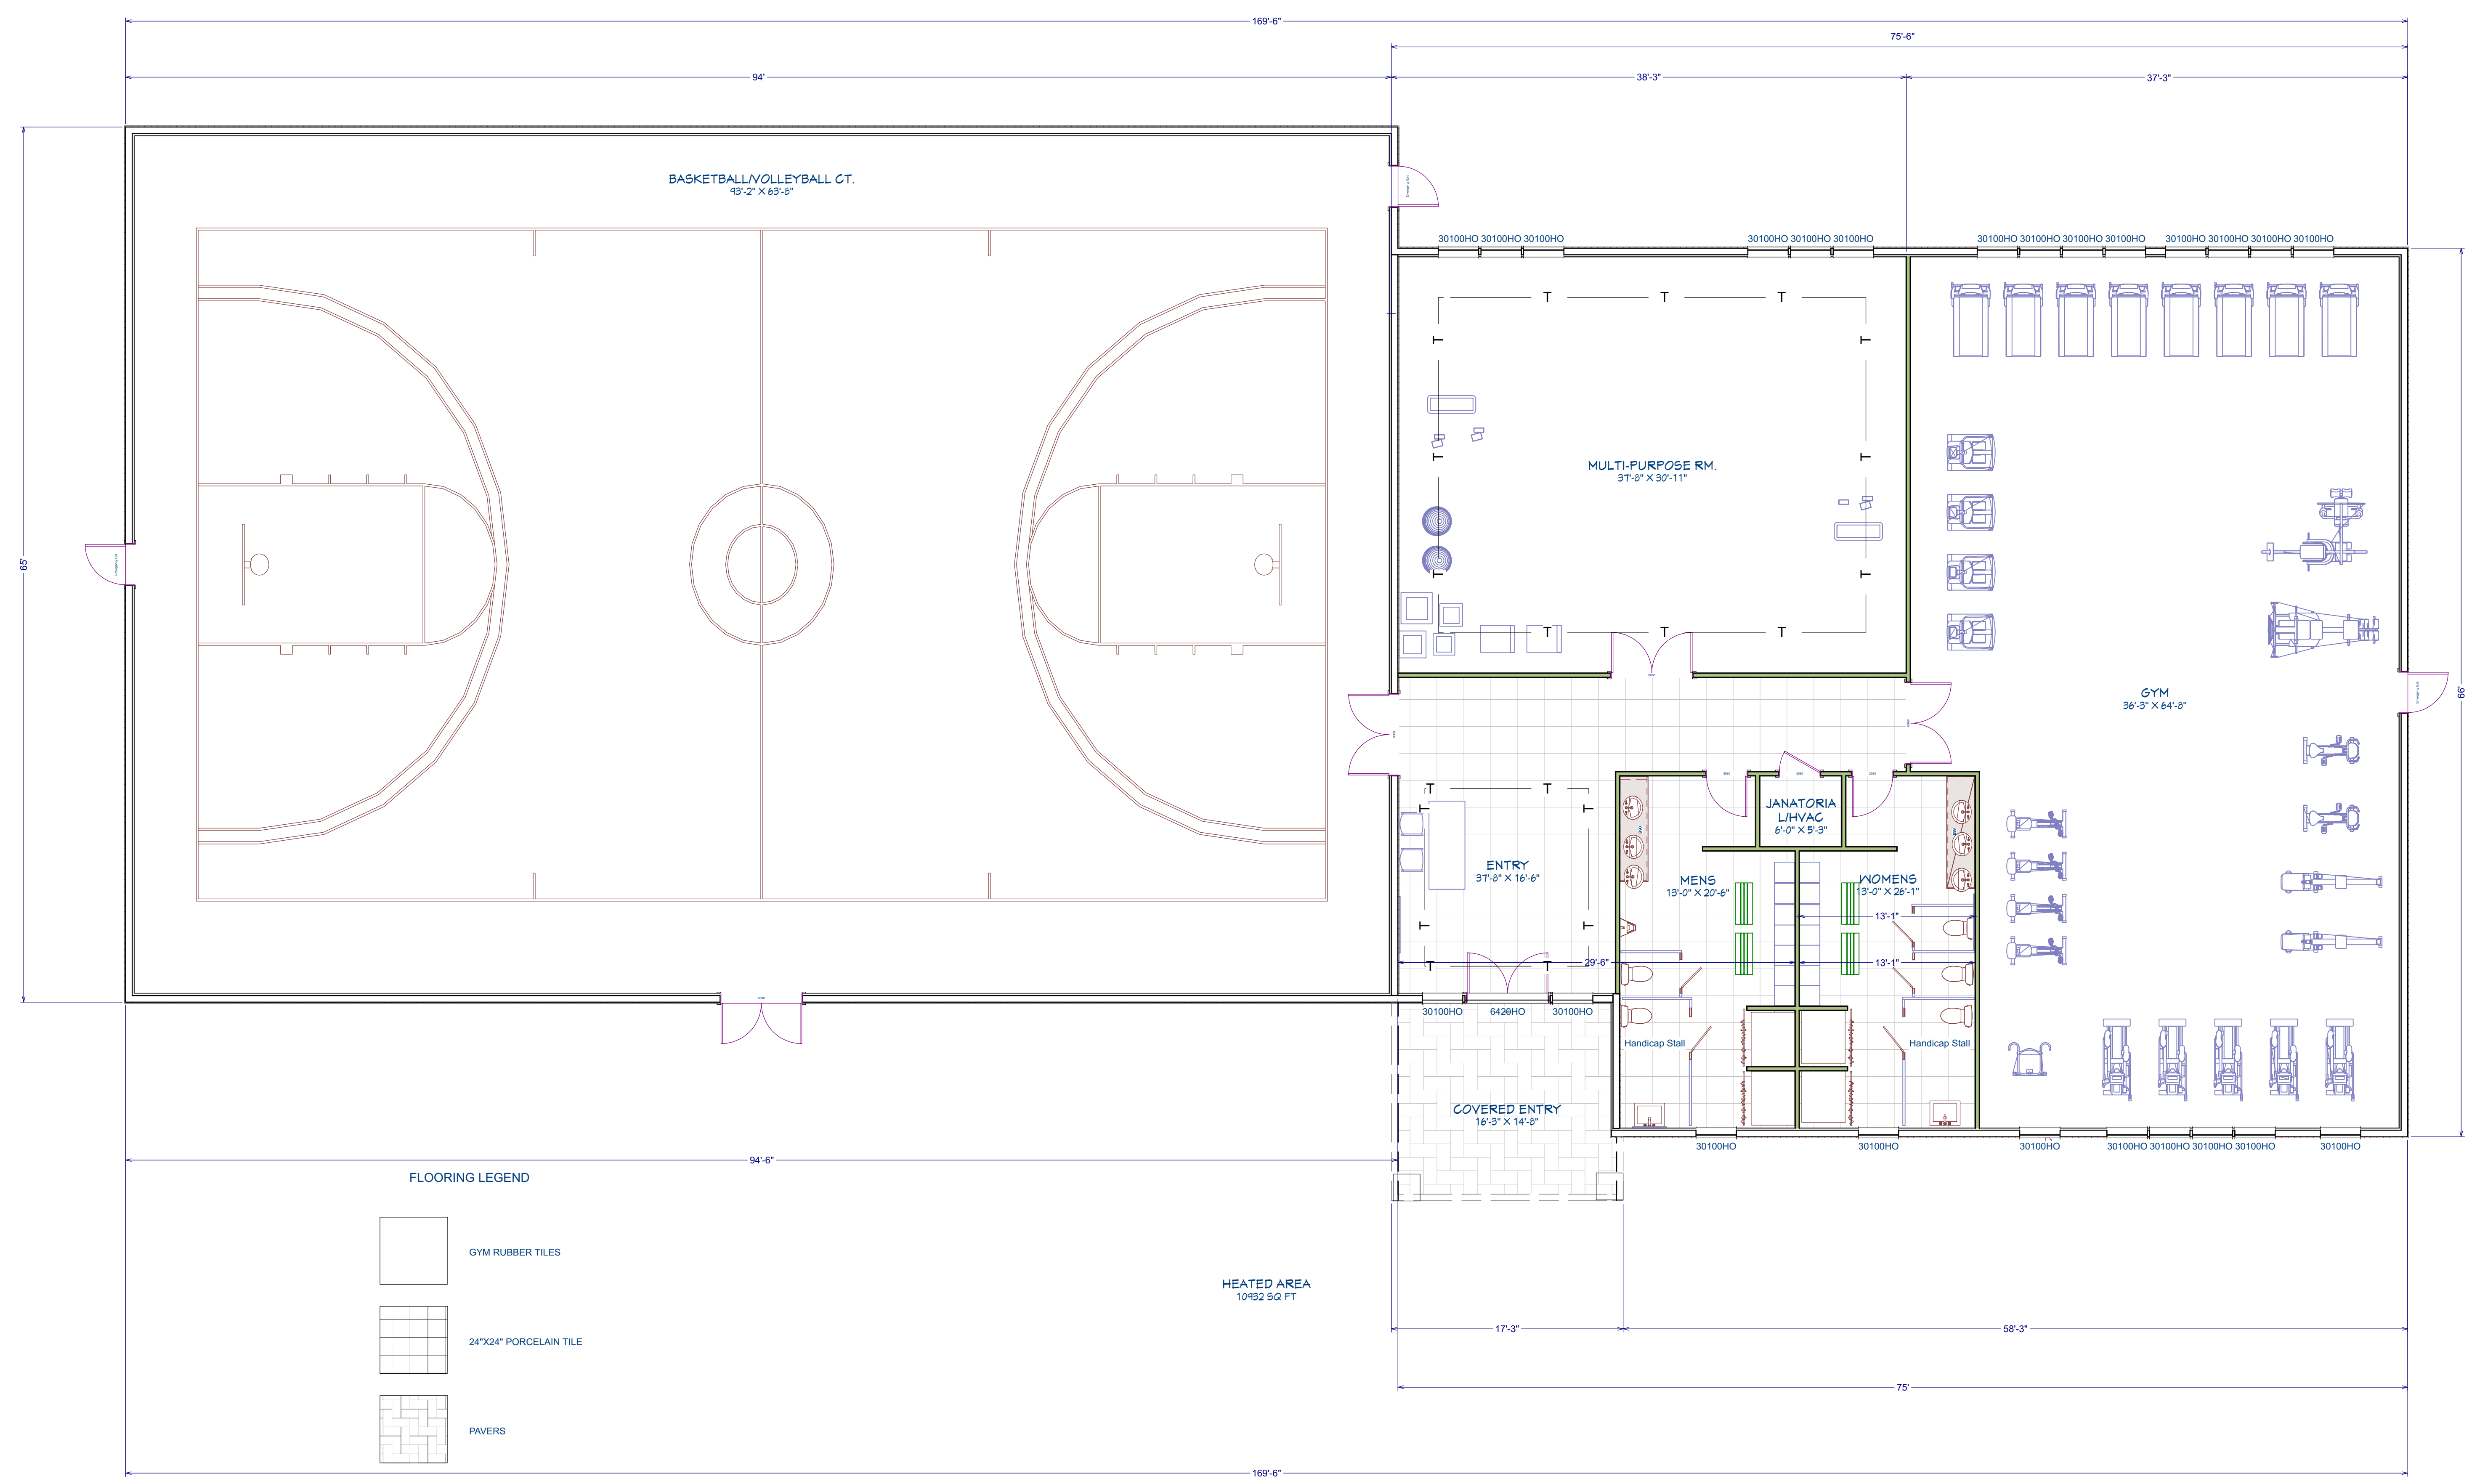 169'-6"
75'-6"
94'
38'-3"
37'-3"
BASKETBALL/VOLLEYBALL CT.
93'-2" X 63'-8"
Emergency Exit
30100HO 30100HO 30100HO
30100HO 30100HO 30100HO
30100HO 30100HO 30100HO 30100HO
30100HO 30100HO 30100HO 30100HO
T T T
T T
T T
T T
T T T
MULTI-PURPOSE RM.
37'-8" X 30'-11"
65'
Emergency Exit
GYM
36'-3" X 64'-8"
Emergency Exit
66'
JANATORIA
L/HVAC
6'-0" X 5'-3"
T T
T
T T
T T
ENTRY
37'-8" X 16'-6"
MENS
13'-0" X 20'-6"
WOMENS
13'-0" X 26'-1"
13'-1"
29'-6"
13'-1"
30100HO
6420HO
30100HO
Handicap Stall
Handicap Stall
COVERED ENTRY
16'-3" X 14'-8"
30100HO
30100HO
30100HO
30100HO 30100HO 30100HO 30100HO
30100HO
94'-6"
FLOORING LEGEND
GYM RUBBER TILES
HEATED AREA
10932 SQ FT
17'-3"
58'-3"
24"X24" PORCELAIN TILE
75'
PAVERS
169'-6"